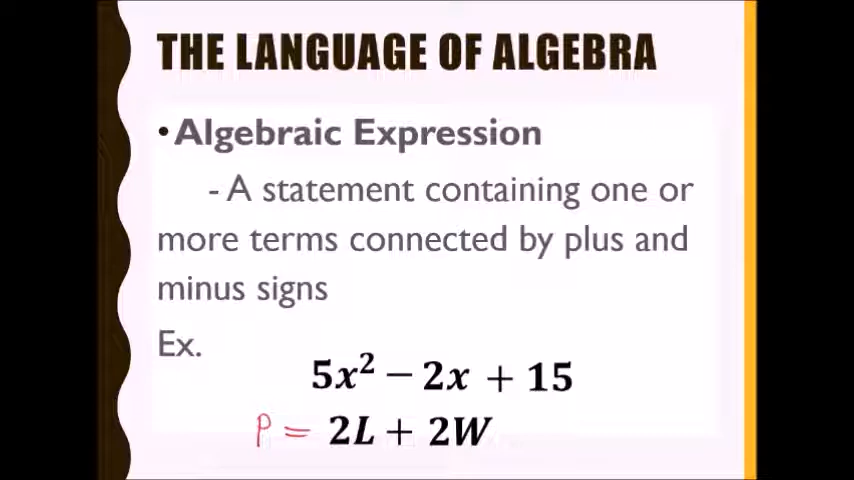 THE LANGUAGE OF ALGEBRA
• Algebraic Expression
- A statement containing one or
more terms connected by plus and
minus signs
Ex.
5x² − 2x + 15
P = 2L + 2W